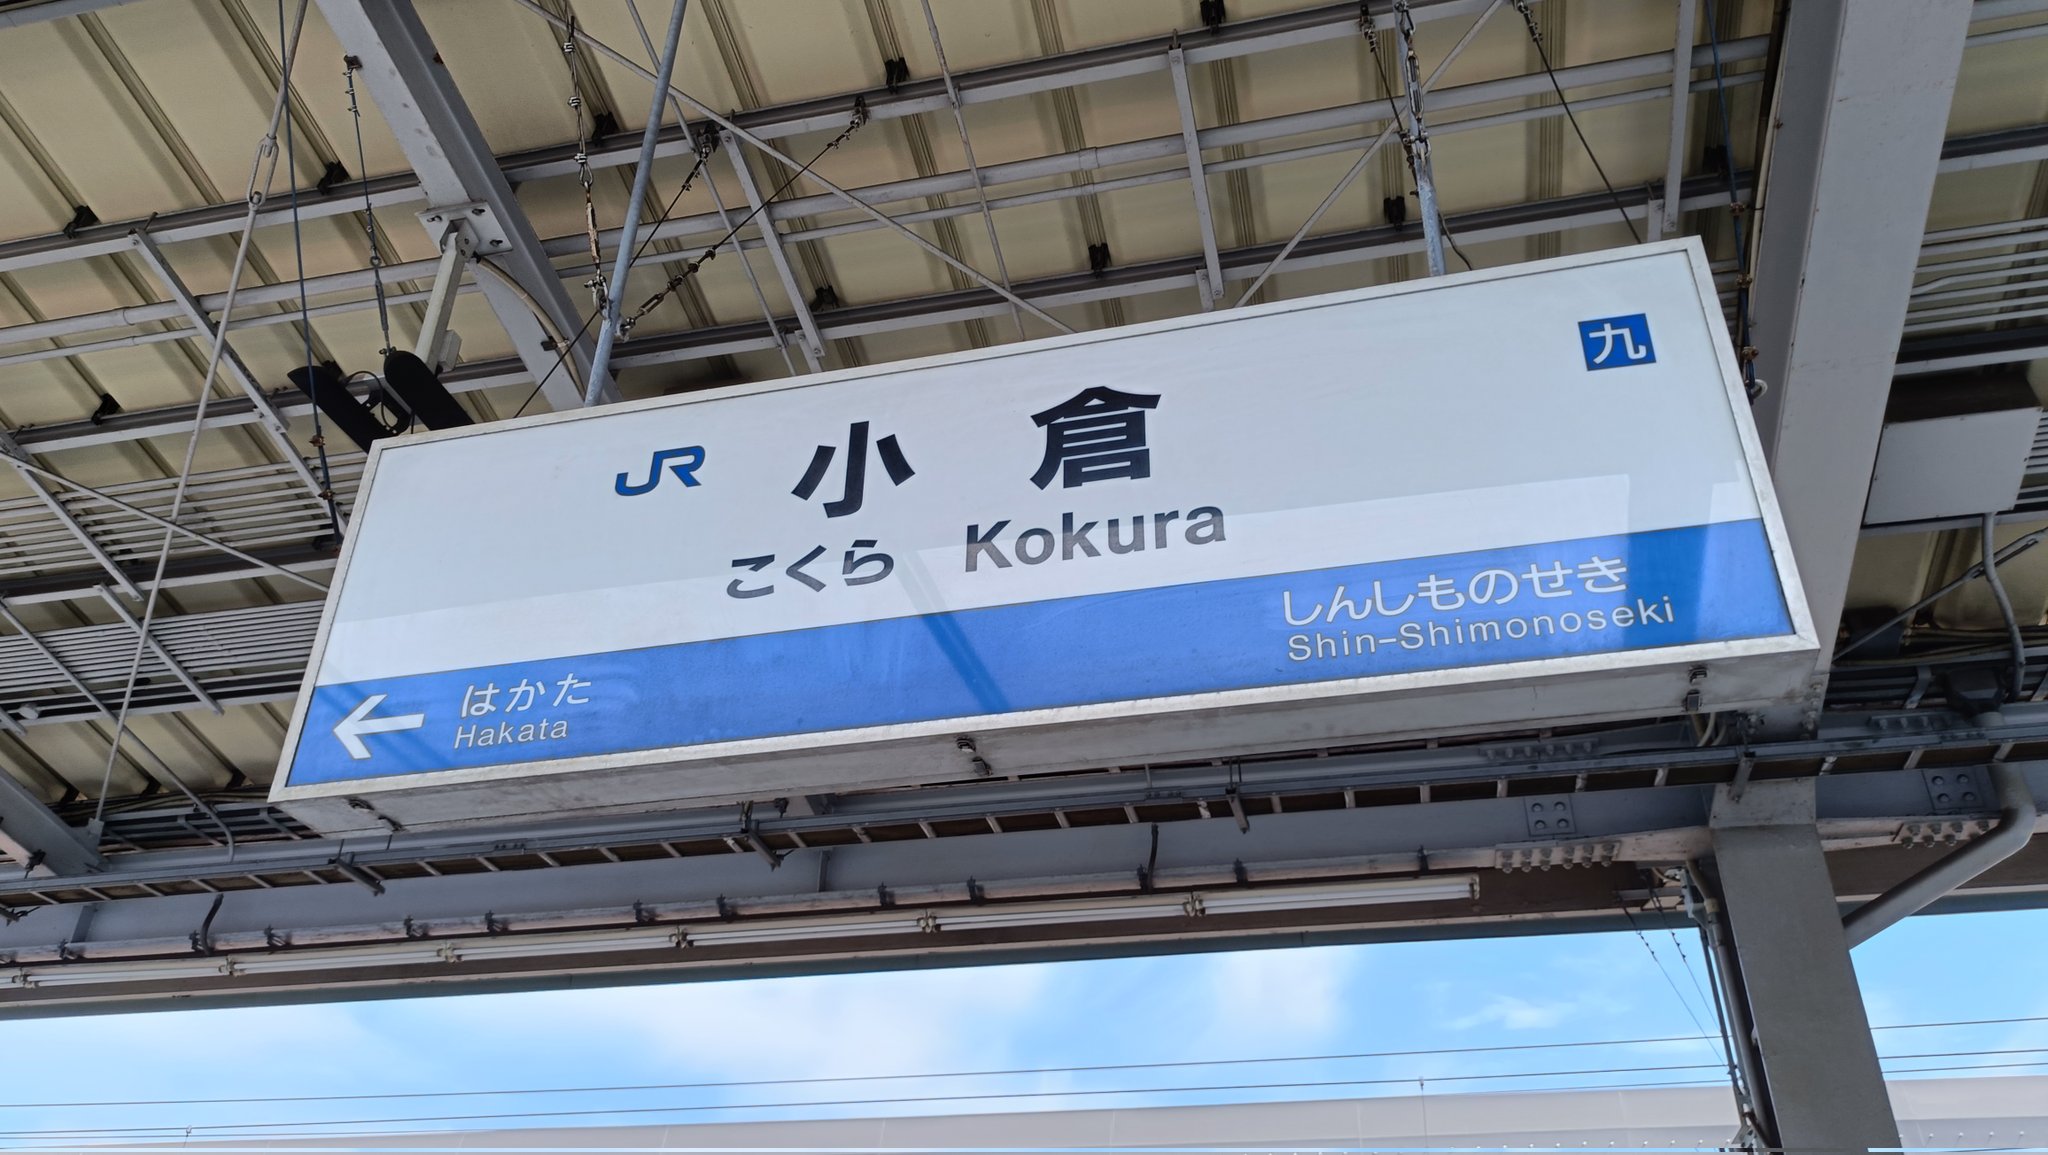 九
JR 小倉
こくら Kokura
しんしものせき
Shin-Shimonoseki
← はかた
Hakata